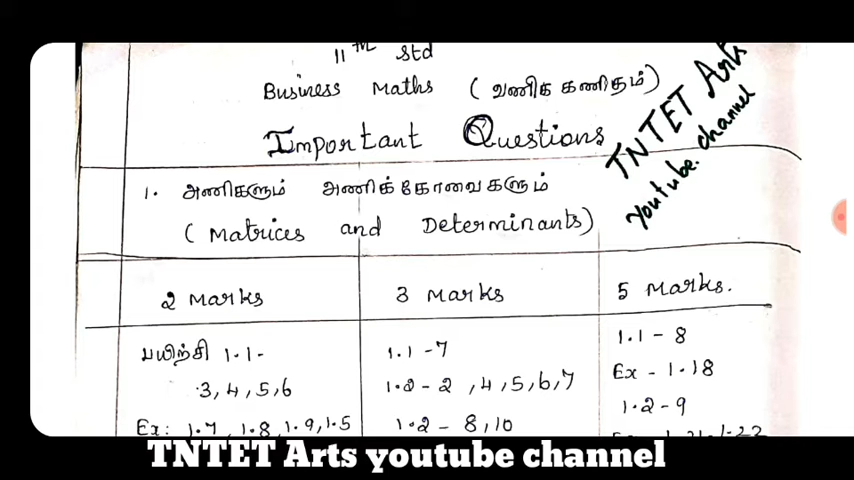 11th std
Business Maths (வணிக கணிதம்)
Important Questions
TNTET Arts
youtube channel
1. அணிகளும் அணிக்கோவைகளும்
(Matrices and Determinants)
2 Marks
3 Marks
5 Marks.
பயிற்சி 1.1-
3, 4, 5, 6
Ex: 1.7, 1.8, 1.9, 1.5
1.1 - 7
1.2 - 2, 4, 5, 6, 7
1.2 - 8, 10
1.1 - 8
Ex - 1.18
1.2 - 9
TNTET Arts youtube channel